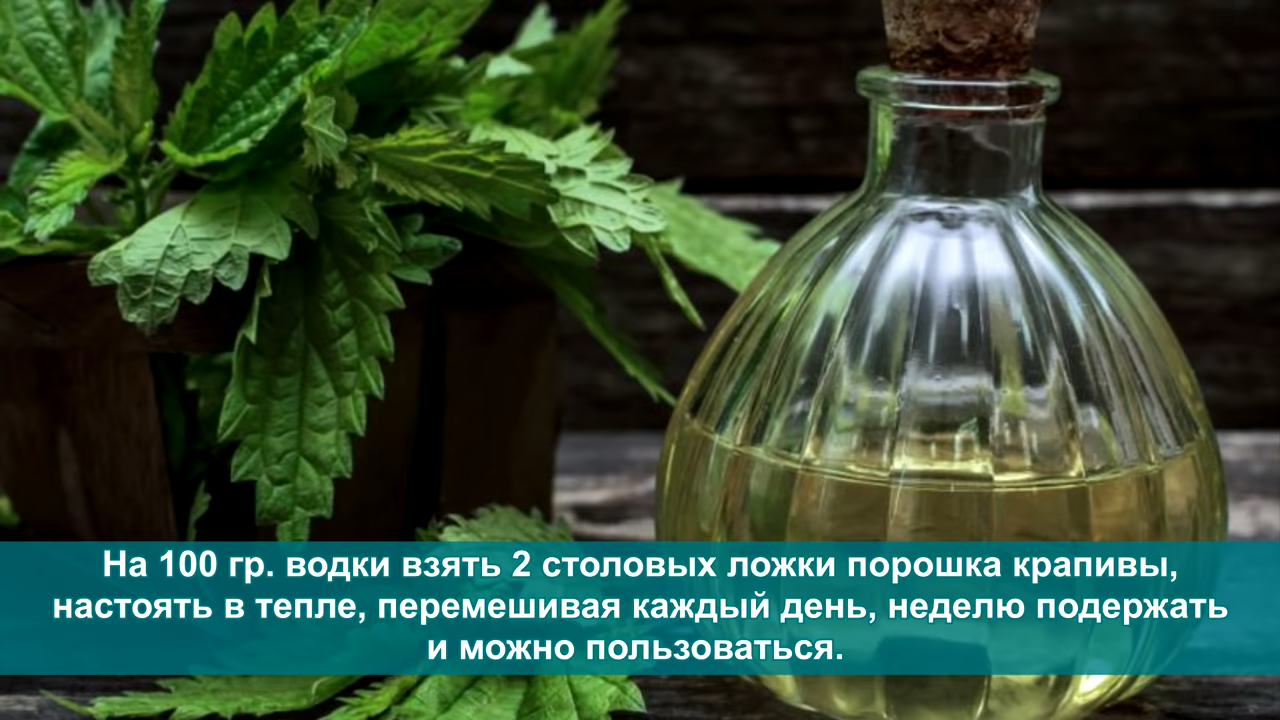 На 100 гр. водки взять 2 столовых ложки порошка крапивы,
настоять в тепле, перемешивая каждый день, неделю подержать
и можно пользоваться.